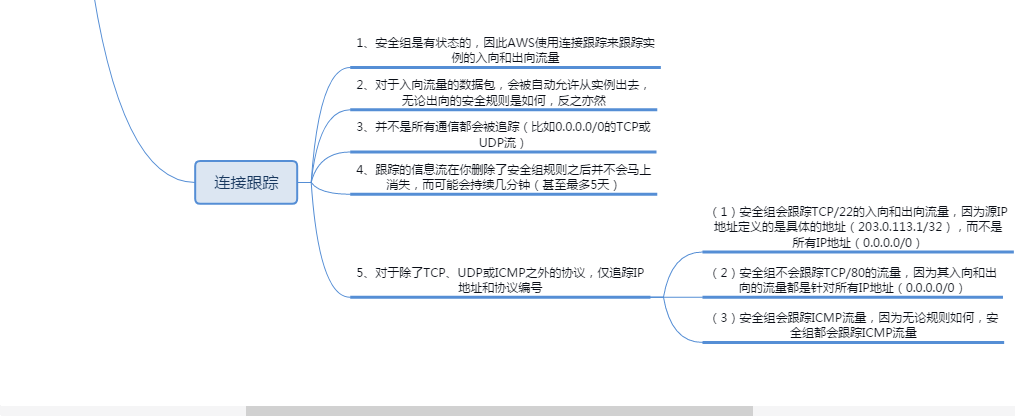 连接跟踪
1、安全组是有状态的，因此AWS使用连接跟踪来跟踪实
例的入向和出向流量
2、对于入向流量的数据包，会被自动允许从实例出去，
无论出向的安全规则是如何，反之亦然
3、并不是所有通信都会被追踪（比如0.0.0.0/0的TCP或
UDP流）
4、跟踪的信息流在你删除了安全组规则之后并不会马上
消失，而可能会持续几分钟（甚至最多5天）
5、对于除了TCP、UDP或ICMP之外的协议，仅追踪IP
地址和协议编号
（1）安全组会跟踪TCP/22的入向和出向流量，因为源IP
地址定义的是具体的地址（203.0.113.1/32），而不是
所有IP地址（0.0.0.0/0）
（2）安全组不会跟踪TCP/80的流量，因为其入向和出
向的流量都是针对所有IP地址（0.0.0.0/0）
（3）安全组会跟踪ICMP流量，因为无论规则如何，安
全组都会跟踪ICMP流量